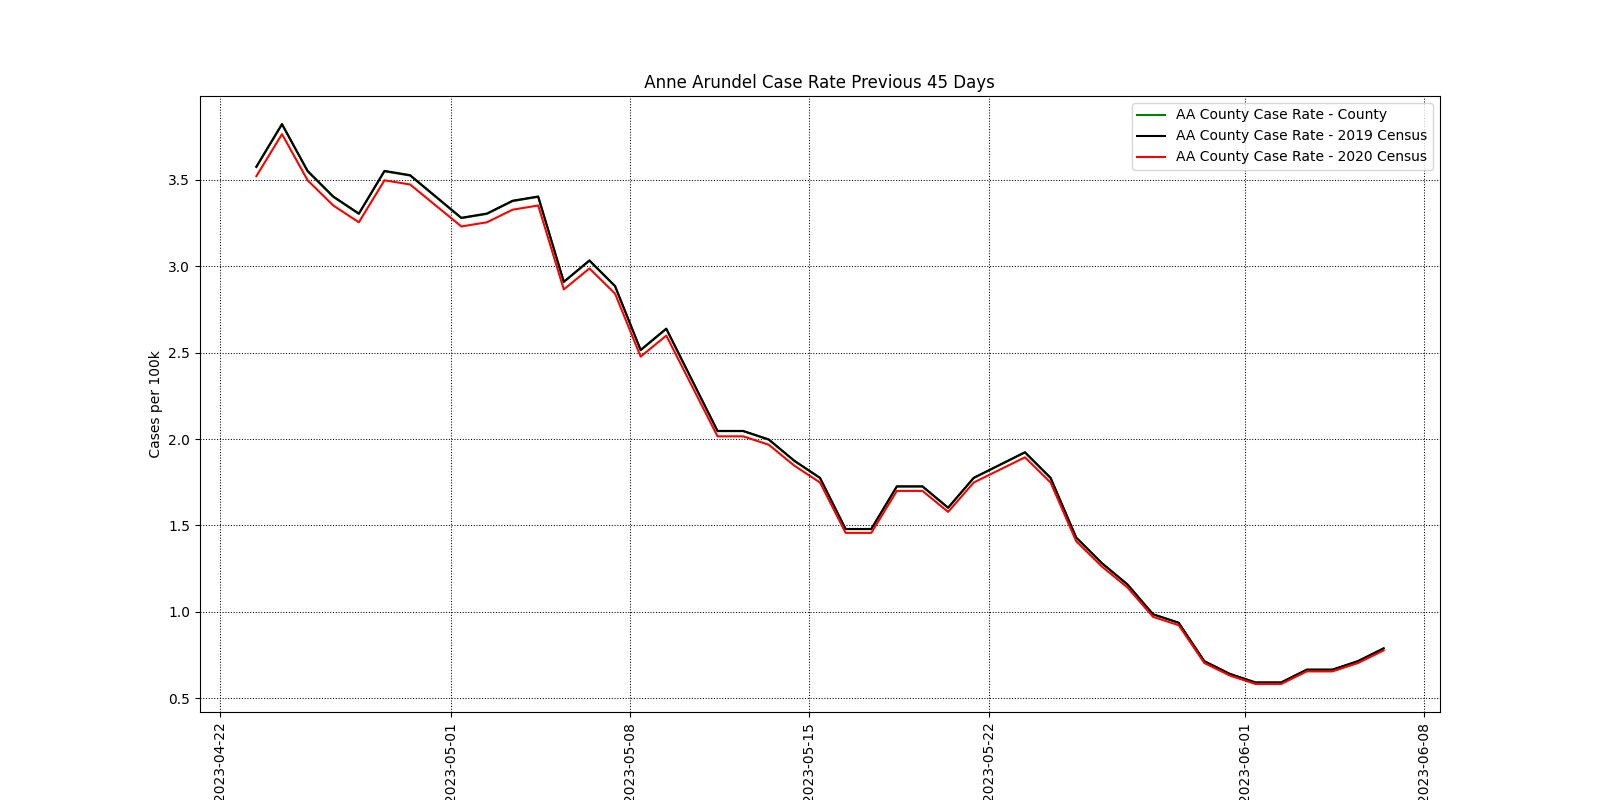 Anne Arundel Case Rate Previous 45 Days
AA County Case Rate - County
AA County Case Rate - 2019 Census
AA County Case Rate - 2020 Census
Cases per 100k
3.5
3.0
2.5
2.0
1.5
1.0
0.5
2023-04-22
2023-05-01
2023-05-08
2023-05-15
2023-05-22
2023-06-01
2023-06-08